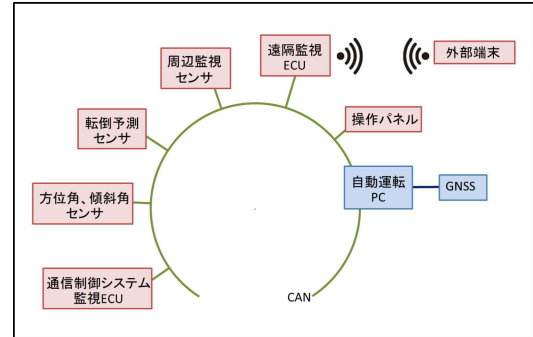 遠隔監視
ECU
外部端末
周辺監視
センサ
操作パネル
転倒予測
センサ
自動運転
PC
GNSS
方位角、傾斜角
センサ
通信制御システム
監視ECU
CAN